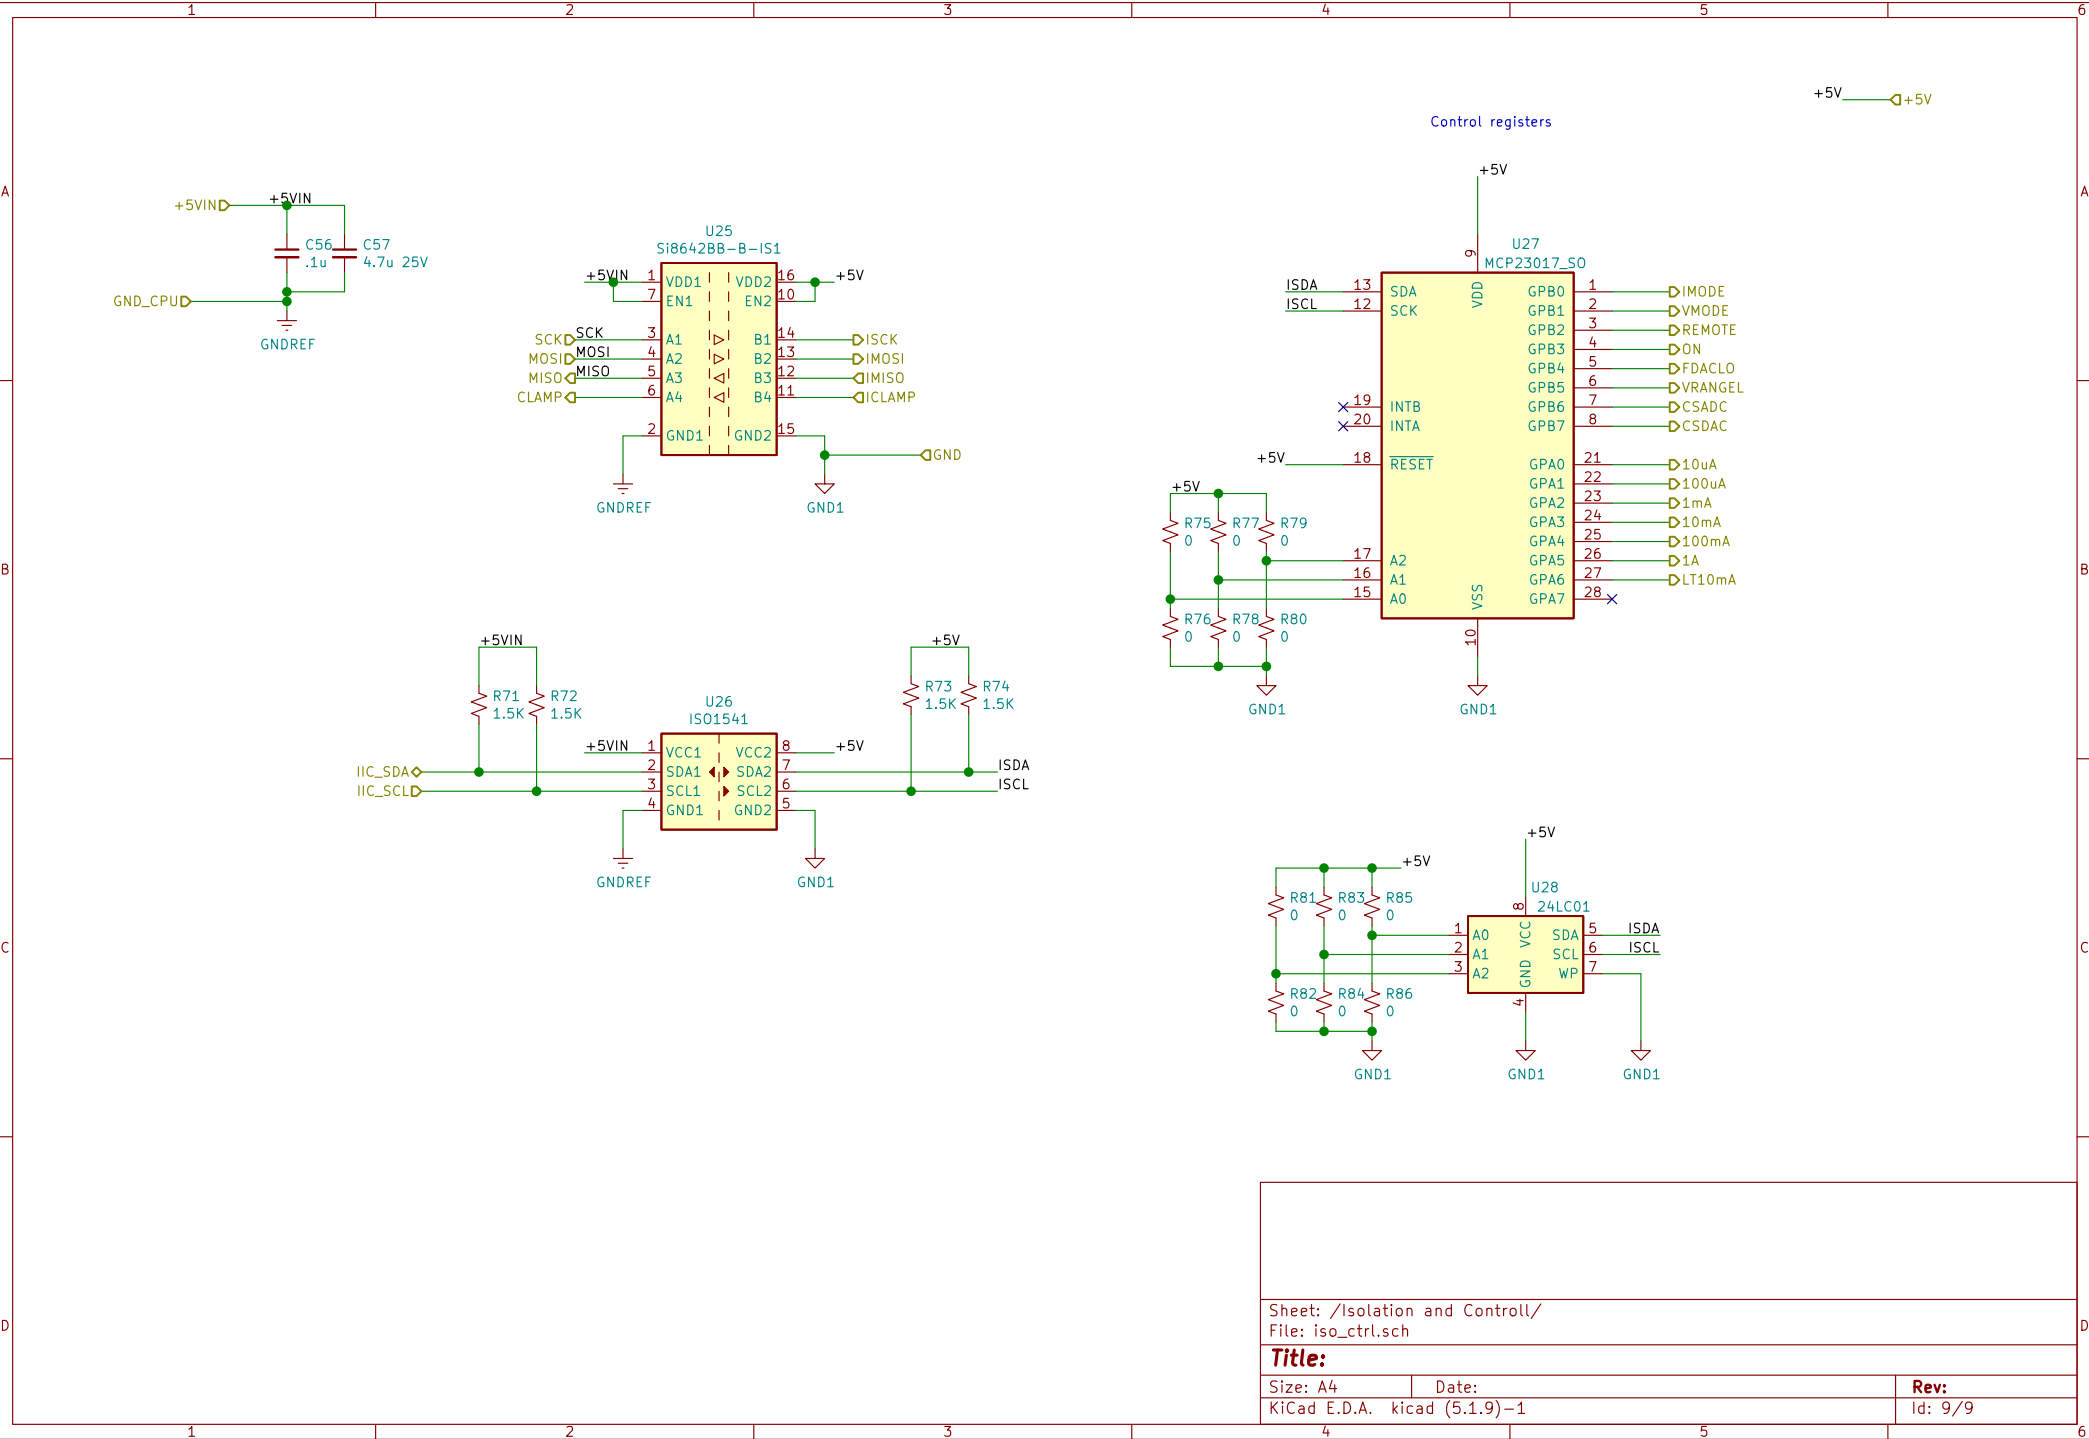 1 2 3 4 5 6
+5V +5V
Control registers
+5V
A A
+5VIN +5VIN
C56 .1u
C57 4.7u 25V
GND_CPU
GNDREF
U25
Si8642BB-B-IS1
+5VIN 1 VDD1 VDD2 16 +5V
7 EN1 EN2 10
SCK SCK 3 A1 B1 14 ISCK
MOSI MOSI 4 A2 B2 13 IMOSI
MISO MISO 5 A3 B3 12 IMISO
CLAMP 6 A4 B4 11 ICLAMP
2 GND1 GND2 15 GND
GNDREF GND1
U27
MCP23017_SO
9 VDD
ISDA 13 SDA GPB0 1 IMODE
ISCL 12 SCK GPB1 2 VMODE
GPB2 3 REMOTE
GPB3 4 ON
GPB4 5 FDACLO
GPB5 6 VRANGEL
19 INTB GPB6 7 CSADC
20 INTA GPB7 8 CSDAC
+5V 18 RESET GPA0 21 10uA
GPA1 22 100uA
GPA2 23 1mA
GPA3 24 10mA
GPA4 25 100mA
17 A2 GPA5 26 1A
16 A1 GPA6 27 LT10mA
15 A0 GPA7 28
VSS 10
+5V
R75 R77 R79
0 0 0
R76 R78 R80
0 0 0
GND1 GND1
B B
+5VIN +5V
R71 R72 R73 R74
1.5K 1.5K 1.5K 1.5K
U26
ISO1541
+5VIN 1 VCC1 VCC2 8 +5V
IIC_SDA 2 SDA1 SDA2 7 ISDA
IIC_SCL 3 SCL1 SCL2 6 ISCL
4 GND1 GND2 5
GNDREF GND1
+5V
+5V
U28
24LC01
R81 R83 R85
0 0 0
8 VCC
1 A0 SDA 5 ISDA
2 A1 SCL 6 ISCL
3 A2 WP 7
GND 4
R82 R84 R86
0 0 0
GND1 GND1 GND1
C C
Sheet: /Isolation and Controll/
File: iso_ctrl.sch
Title:
Size: A4 Date: Rev:
KiCad E.D.A. kicad (5.1.9)-1 Id: 9/9
D D
1 2 3 4 5 6